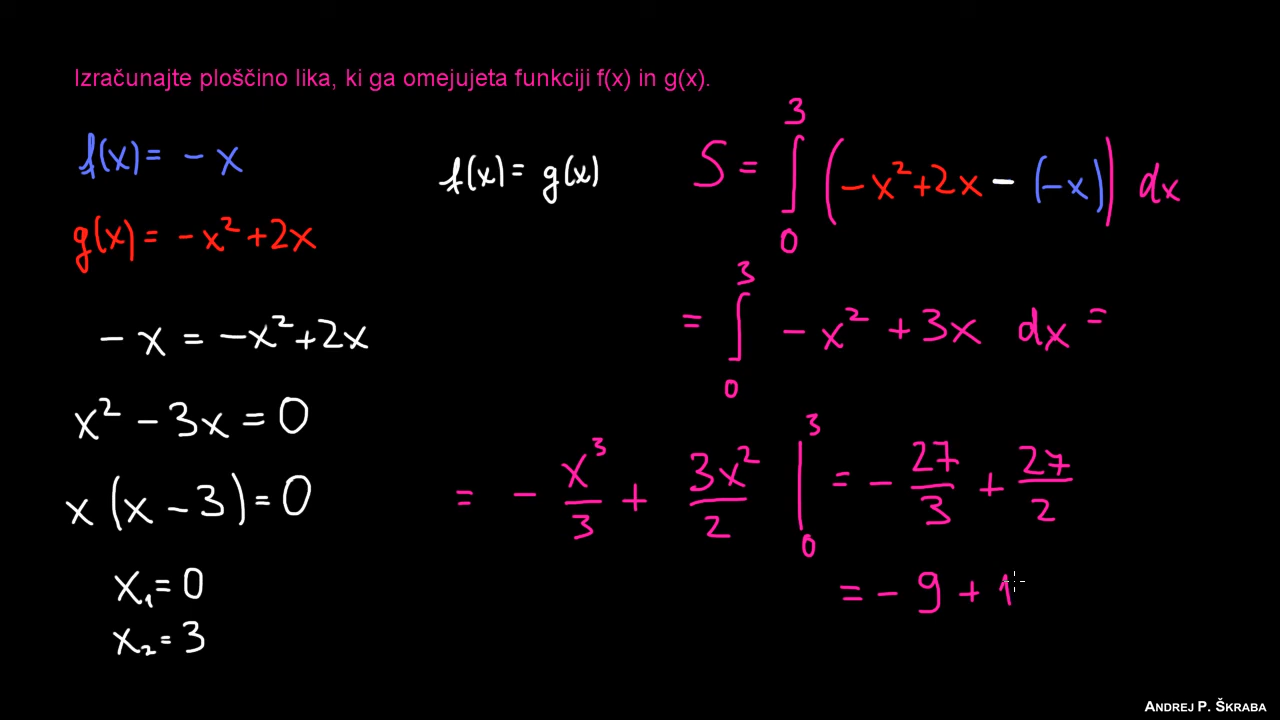 Izračunajte ploščino lika, ki ga omejujeta funkciji f(x) in g(x).
f(x) = - x
g(x) = - x² + 2x
- x = - x² + 2x
x² - 3x = 0
x (x - 3) = 0
x₁ = 0
x₂ = 3
f(x) = g(x)
S = ∫₀³ (- x² + 2x - (- x)) dx
= ∫₀³ - x² + 3x dx =
= - x³/3 + 3x²/2 |₀³ = - 27/3 + 27/2
= - 9 + 1
ANDREJ P. ŠKRABA